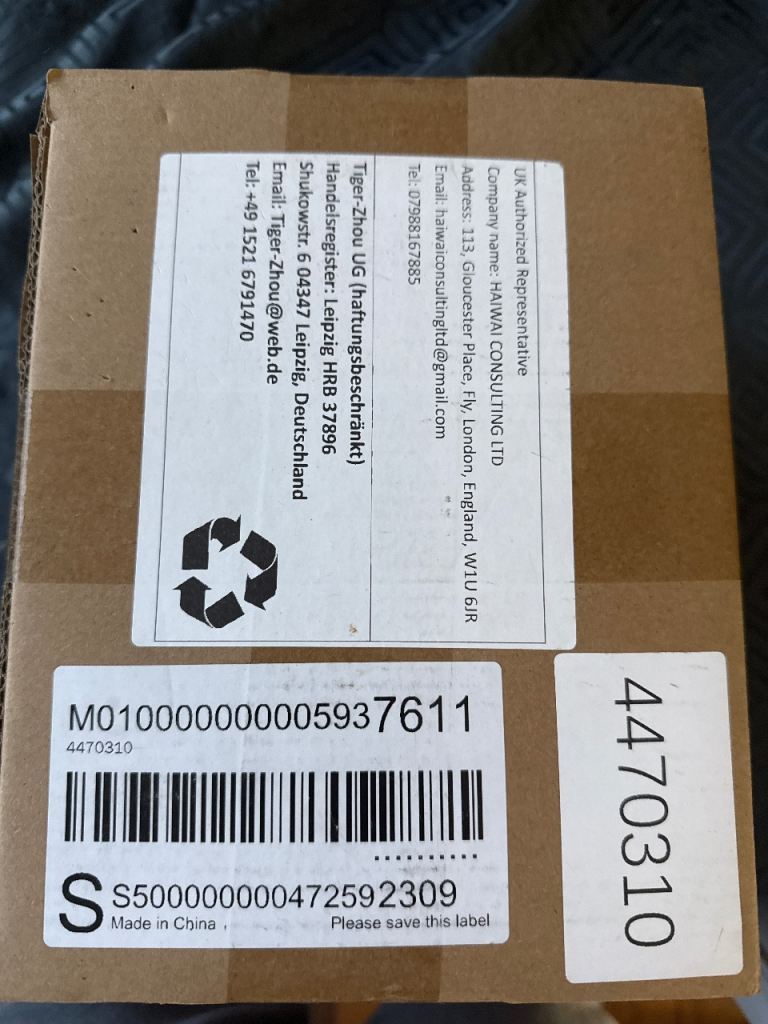 UK Authorized Representative
Company name: HAIWAI CONSULTING LTD
Address: 113, Gloucester Place, Fly, London, England, W1U 6JR
Email: haiwaiconsultingltd@gmail.com
Tel: 07988167885
Tiger-Zhou UG (haftungsbeschränkt)
Handelsregister: Leipzig HRB 37896
Shukowstr. 6 04347 Leipzig, Deutschland
Email: Tiger-Zhou@web.de
Tel: +49 1521 6791470
M0100000000005937611
4470310
S S5000000000472592309
Made in China
Please save this label
4470310